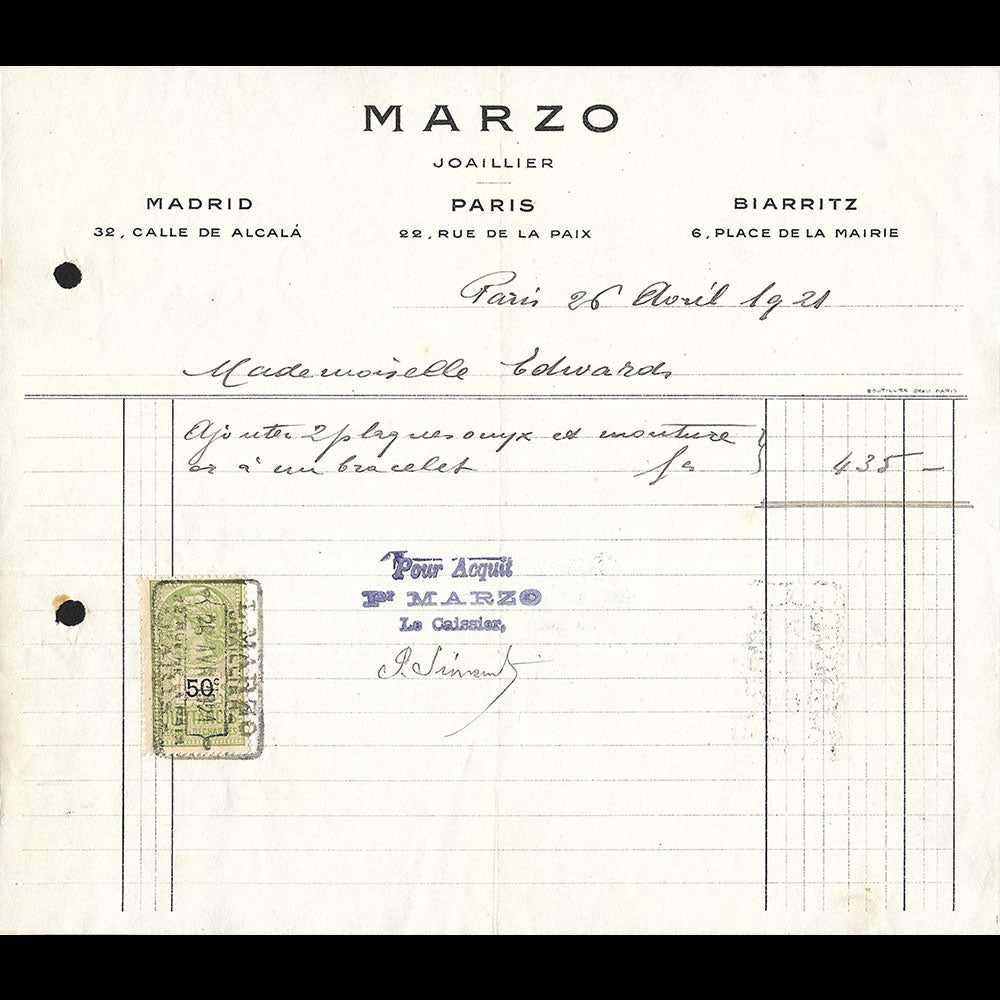 MARZO
JOAILLIER
MADRID PARIS BIARRITZ
32, CALLE DE ALCALÁ 22, RUE DE LA PAIX 6, PLACE DE LA MAIRIE
Paris 26 Avril 1921
Mademoiselle Edwards
Ajouter 2 plaques onyx et monture
or à un bracelet fs 435 —
Pour Acquit
Pr MARZO
Le Caissier,
50c